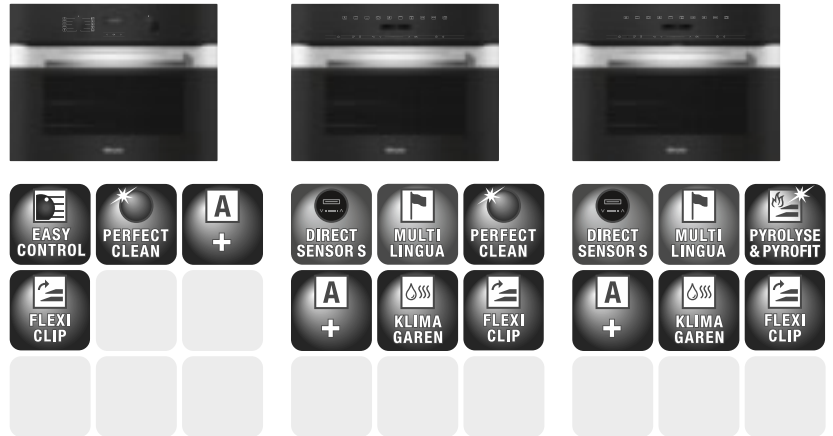 EASY
CONTROL
PERFECT
CLEAN
A
+
FLEXI
CLIP
DIRECT
SENSOR S
MULTI
LINGUA
PERFECT
CLEAN
A
+
KLIMA
GAREN
FLEXI
CLIP
DIRECT
SENSOR S
MULTI
LINGUA
PYROLYSE
& PYROFIT
A
+
KLIMA
GAREN
FLEXI
CLIP